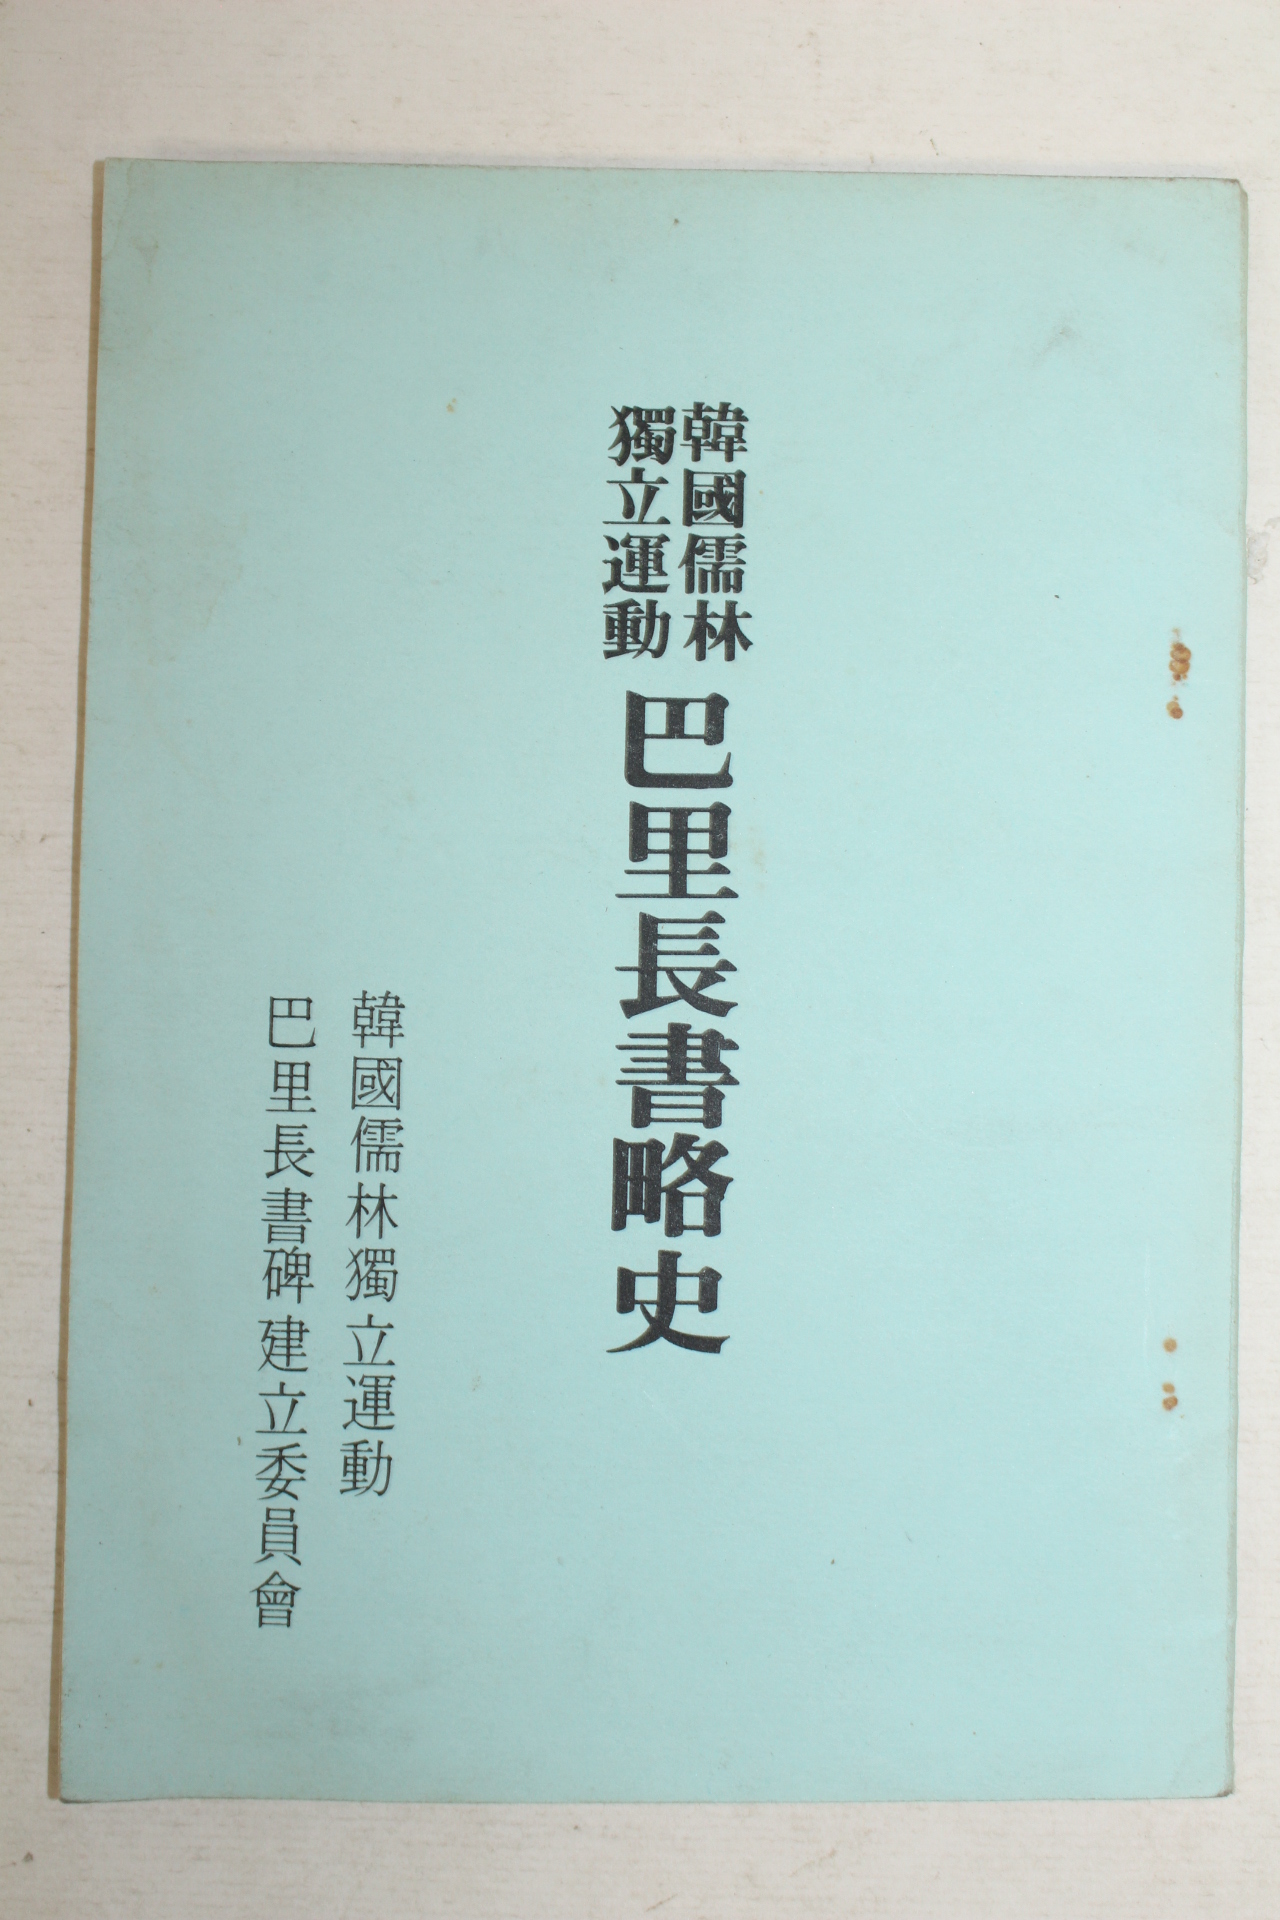 韓國儒林
獨立運動
巴里長書略史
韓國儒林獨立運動
巴里長書碑建立委員會